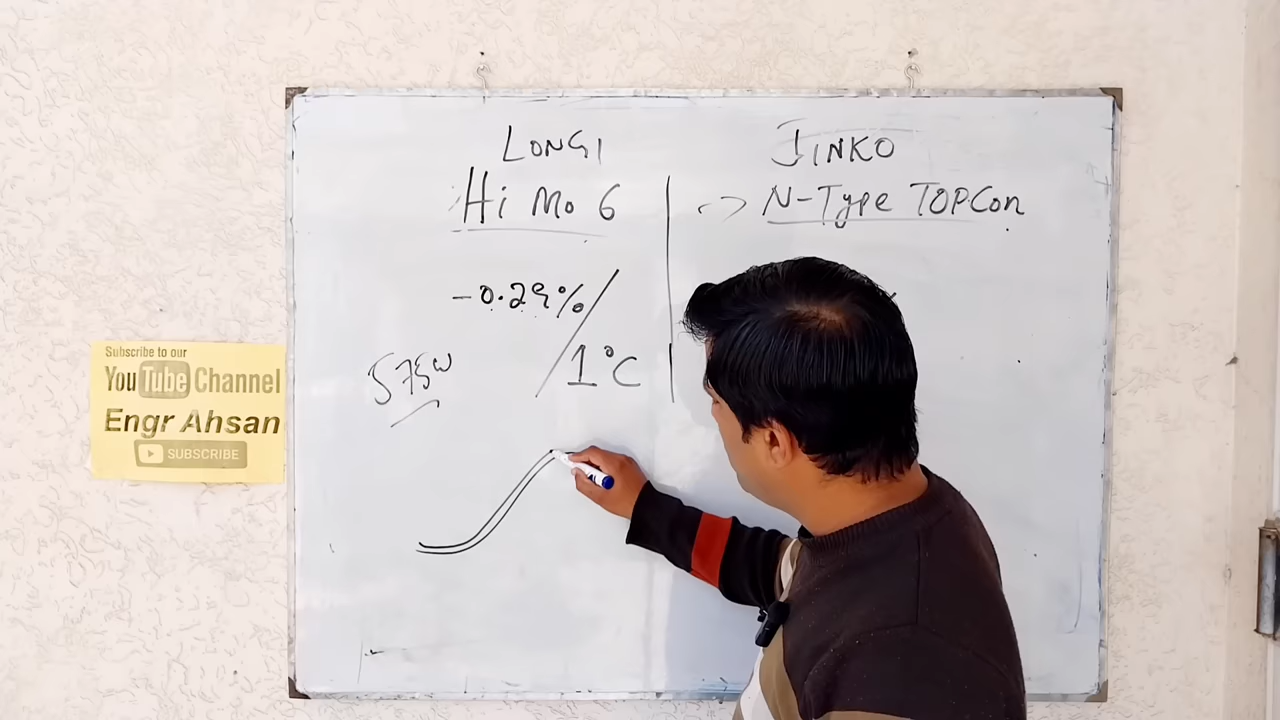 LONGI
Hi Mo 6
-0.29%/
1°C
575W
JINKO
-> N-Type TOPCon
Subscribe to our
YouTube Channel
Engr Ahsan
SUBSCRIBE